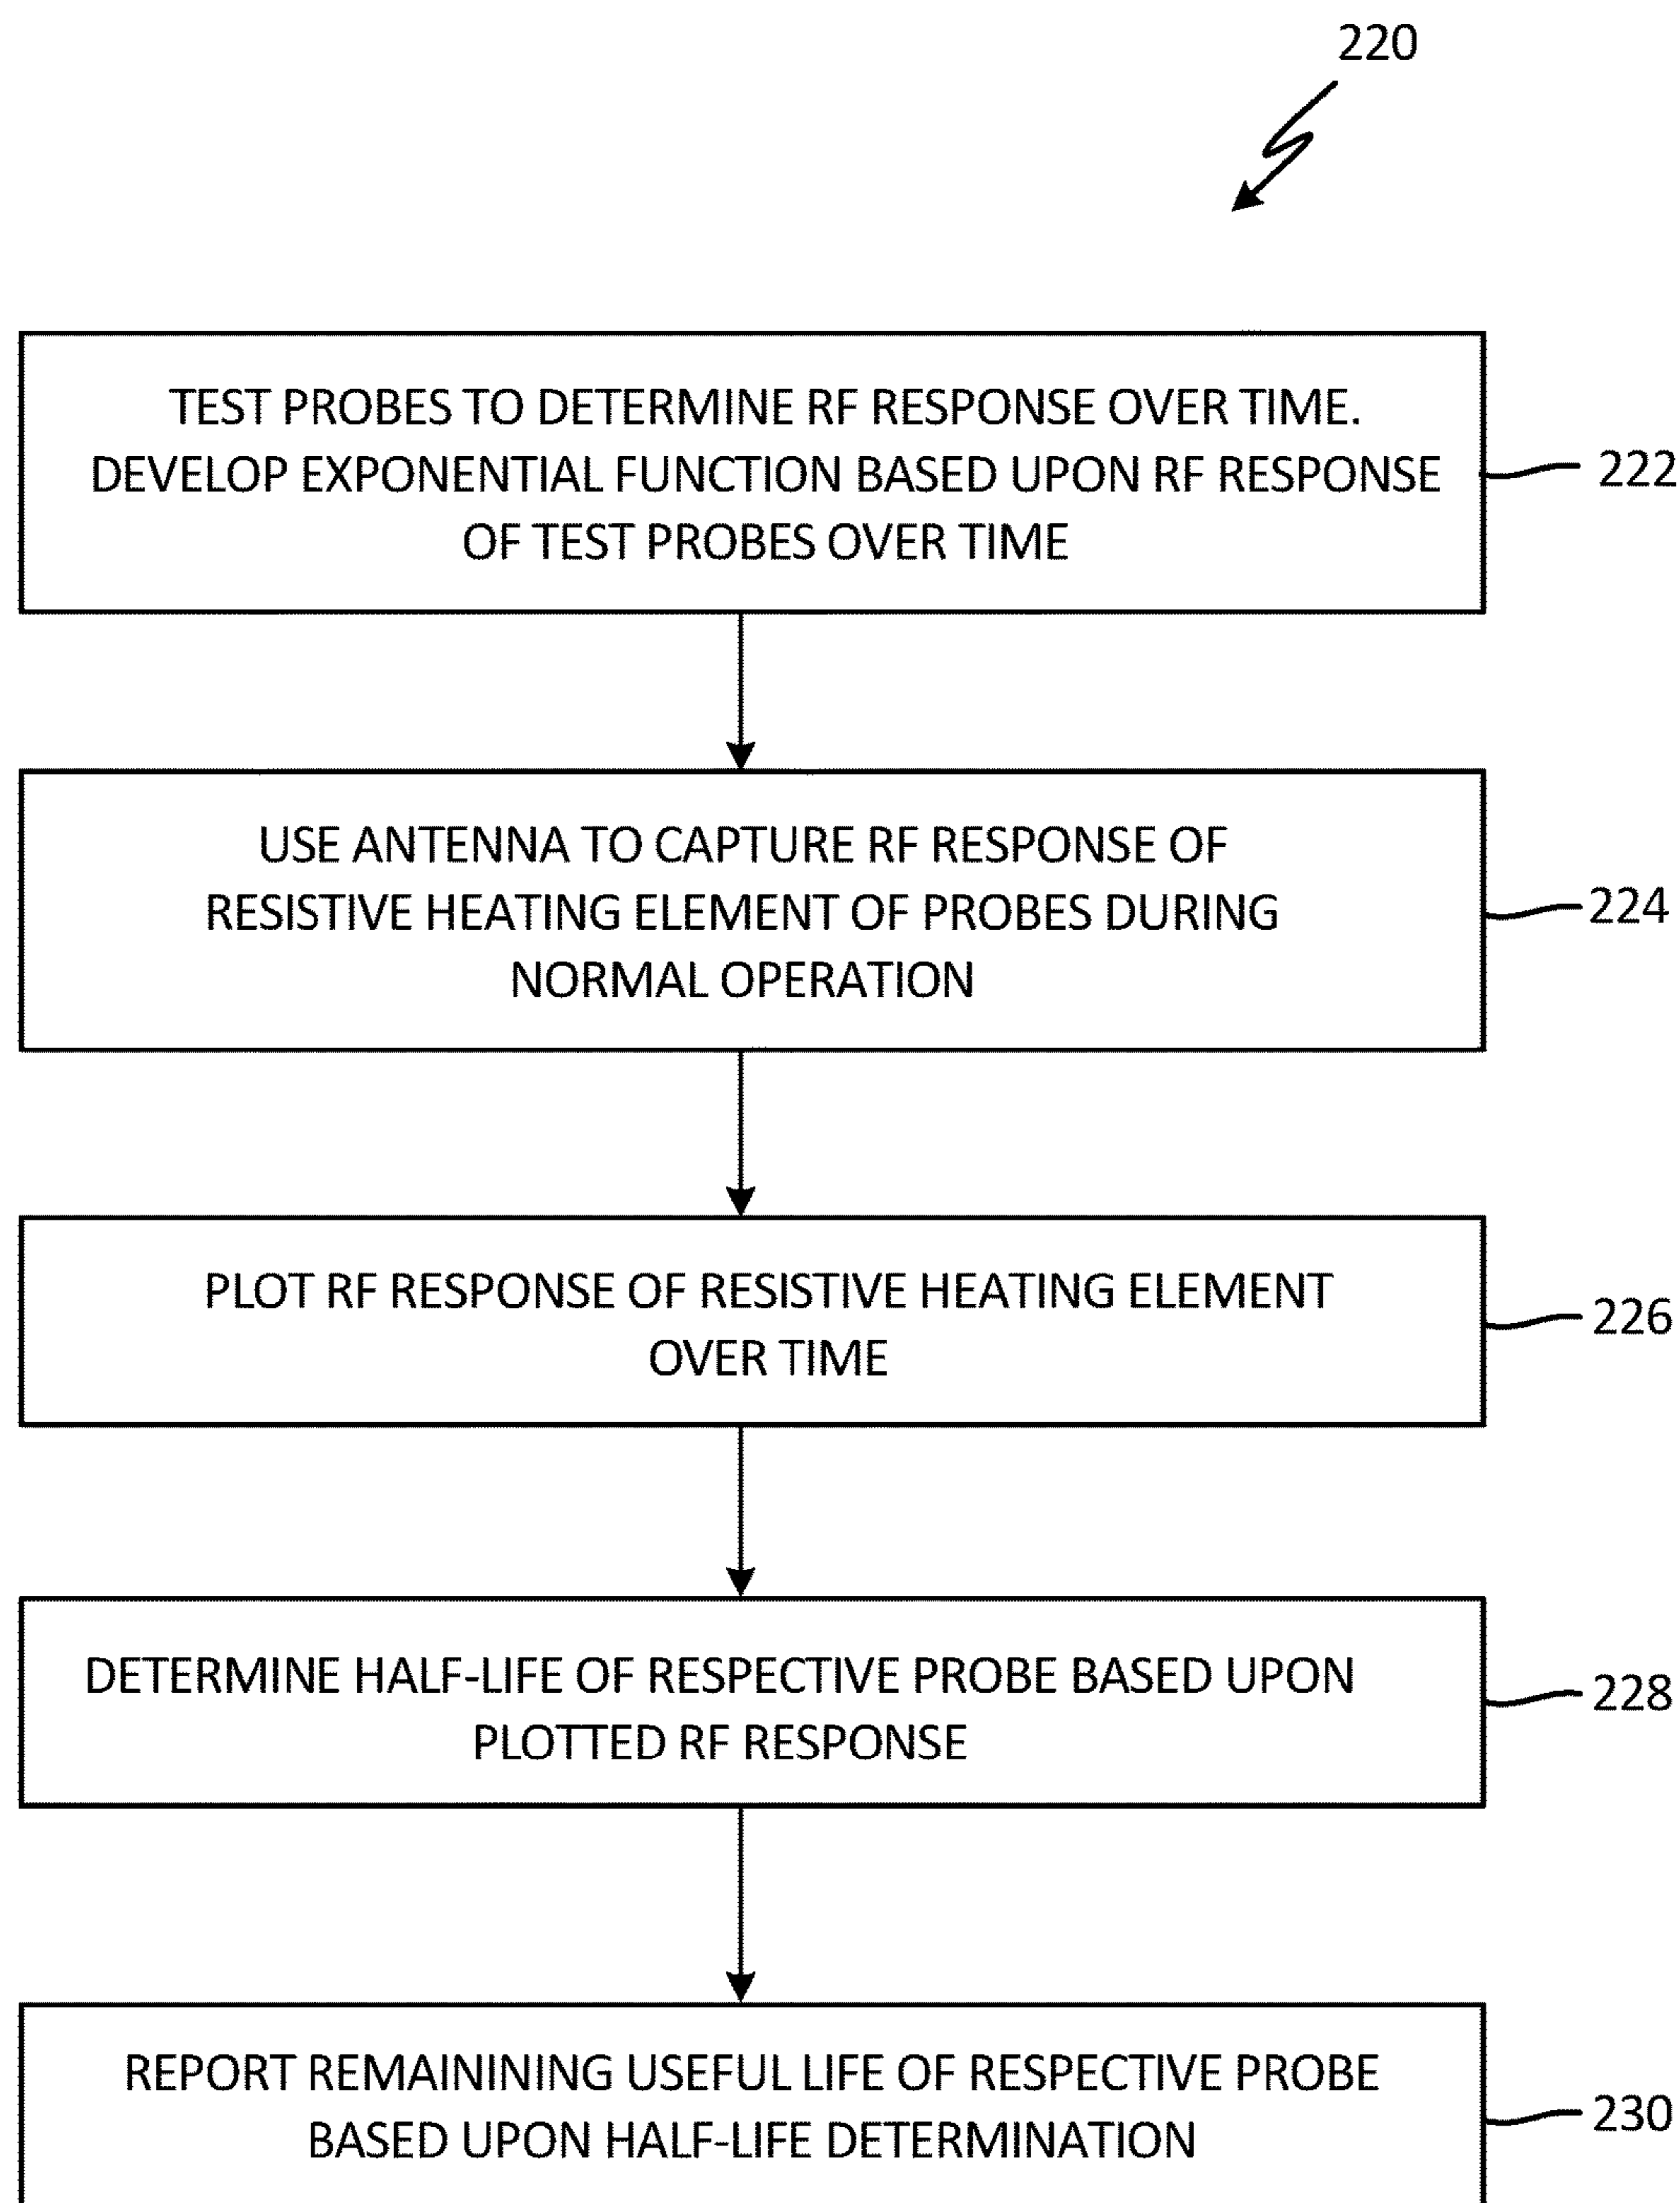 220
TEST PROBES TO DETERMINE RF RESPONSE OVER TIME.
DEVELOP EXPONENTIAL FUNCTION BASED UPON RF RESPONSE
OF TEST PROBES OVER TIME
222
USE ANTENNA TO CAPTURE RF RESPONSE OF
RESISTIVE HEATING ELEMENT OF PROBES DURING
NORMAL OPERATION
224
PLOT RF RESPONSE OF RESISTIVE HEATING ELEMENT
OVER TIME
226
DETERMINE HALF-LIFE OF RESPECTIVE PROBE BASED UPON
PLOTTED RF RESPONSE
228
REPORT REMAINING USEFUL LIFE OF RESPECTIVE PROBE
BASED UPON HALF-LIFE DETERMINATION
230